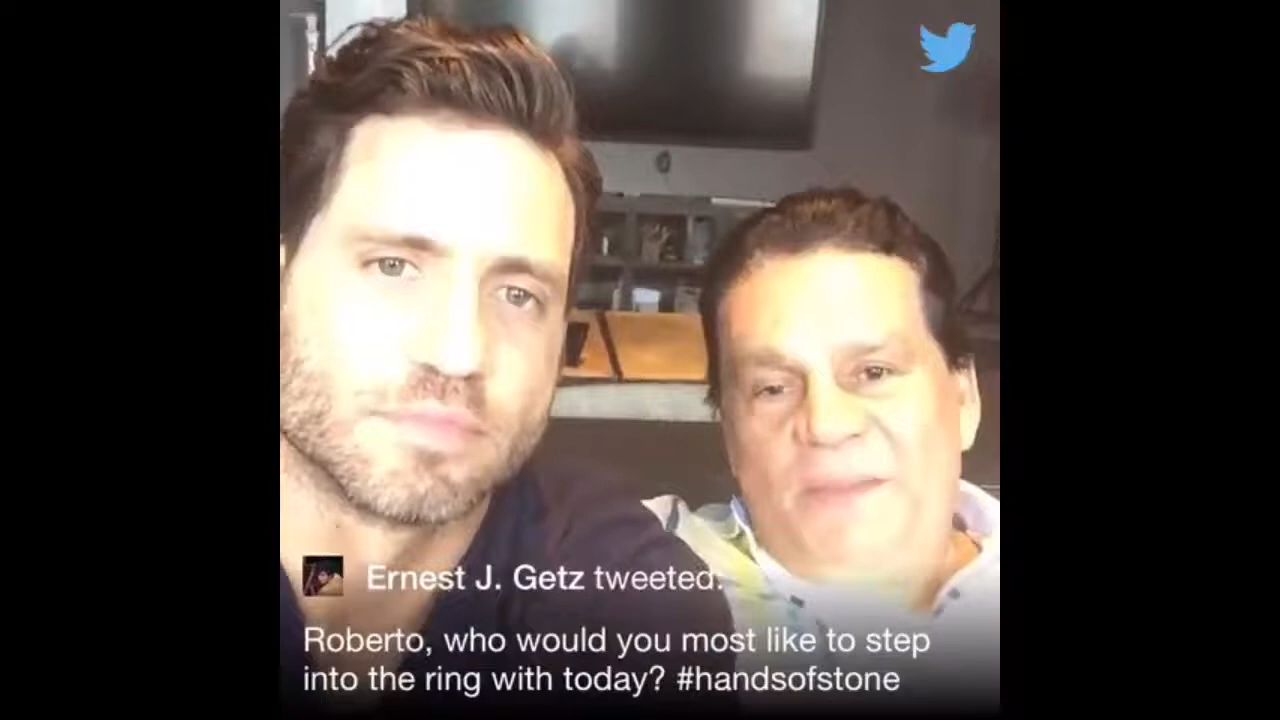 Ernest J. Getz tweeted:
Roberto, who would you most like to step
into the ring with today? #handsofstone